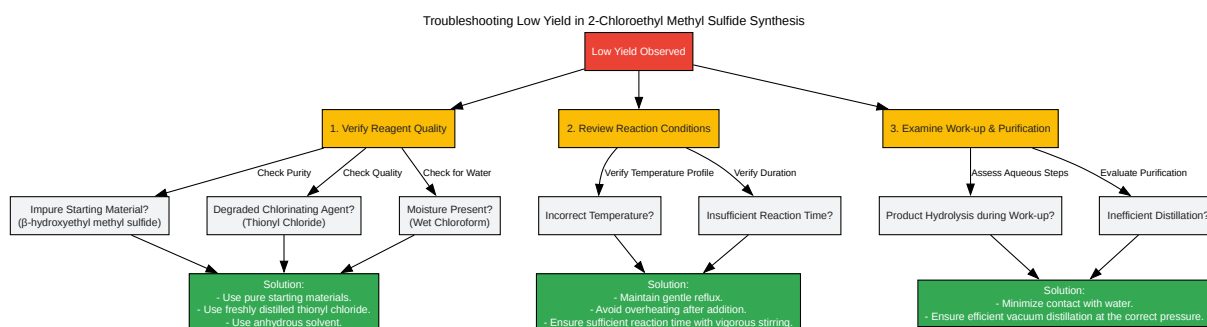 Troubleshooting Low Yield in 2-Chloroethyl Methyl Sulfide Synthesis
Low Yield Observed
1. Verify Reagent Quality
2. Review Reaction Conditions
3. Examine Work-up & Purification
Check Purity
Check Quality
Check for Water
Verify Temperature Profile
Verify Duration
Assess Aqueous Steps
Evaluate Purification
Impure Starting Material?
(β-hydroxyethyl methyl sulfide)
Degraded Chlorinating Agent?
(Thionyl Chloride)
Moisture Present?
(Wet Chloroform)
Incorrect Temperature?
Insufficient Reaction Time?
Product Hydrolysis during Work-up?
Inefficient Distillation?
Solution:
- Use pure starting materials.
- Use freshly distilled thionyl chloride.
- Use anhydrous solvent.
Solution:
- Maintain gentle reflux.
- Avoid overheating after addition.
- Ensure sufficient reaction time with vigorous stirring.
Solution:
- Minimize contact with water.
- Ensure efficient vacuum distillation at the correct pressure.